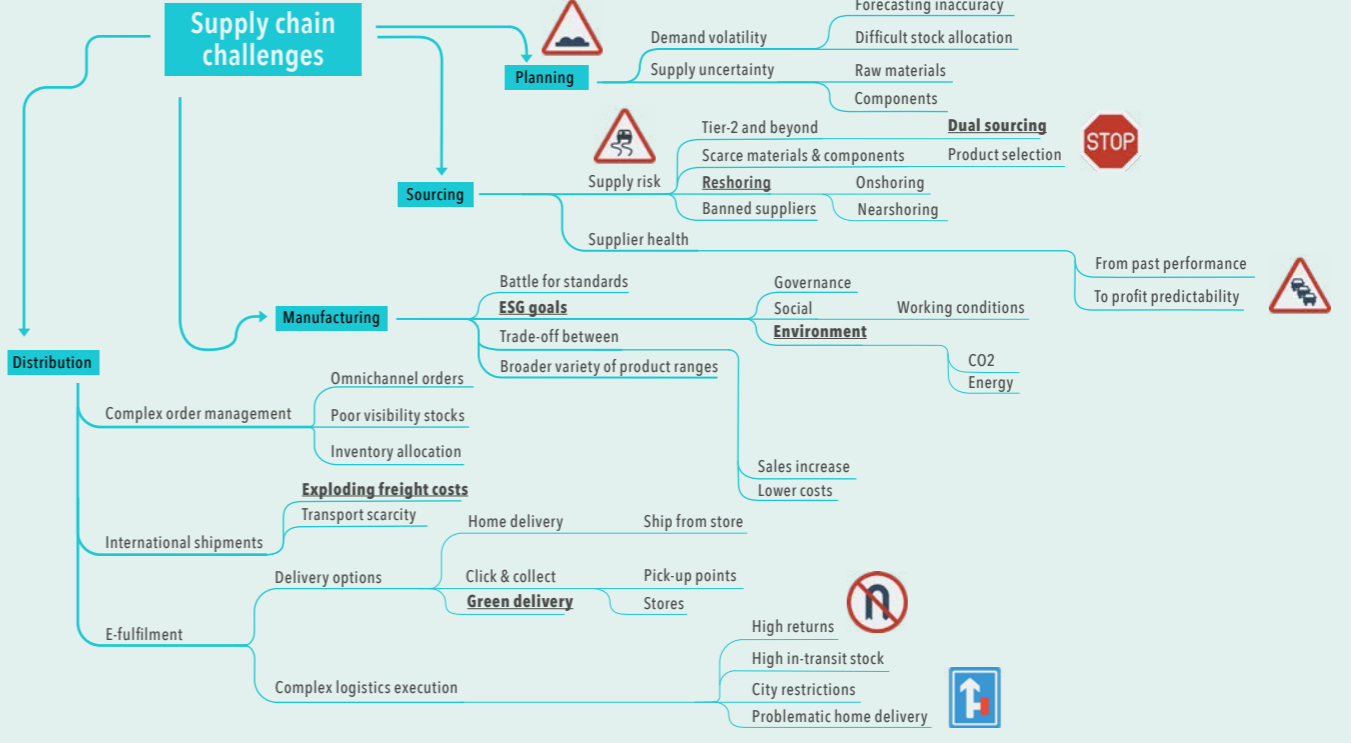 Supply chain
challenges
Forecasting inaccuracy
Demand volatility
Difficult stock allocation
Planning
Supply uncertainty
Raw materials
Components
Tier-2 and beyond
Dual sourcing
STOP
Scarce materials & components
Product selection
Sourcing
Supply risk
Reshoring
Onshoring
Banned suppliers
Nearshoring
Supplier health
From past performance
To profit predictability
Manufacturing
Battle for standards
ESG goals
Governance
Social
Working conditions
Environment
CO2
Energy
Trade-off between
Sales increase
Lower costs
Broader variety of product ranges
Distribution
Complex order management
Omnichannel orders
Poor visibility stocks
Inventory allocation
International shipments
Exploding freight costs
Transport scarcity
E-fulfilment
Delivery options
Home delivery
Ship from store
Click & collect
Pick-up points
Stores
Green delivery
Complex logistics execution
High returns
High in-transit stock
City restrictions
Problematic home delivery